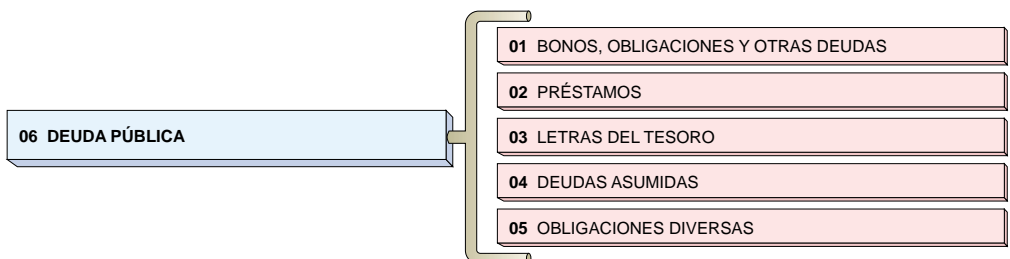 06 DEUDA PÚBLICA
01 BONOS, OBLIGACIONES Y OTRAS DEUDAS
02 PRÉSTAMOS
03 LETRAS DEL TESORO
04 DEUDAS ASUMIDAS
05 OBLIGACIONES DIVERSAS